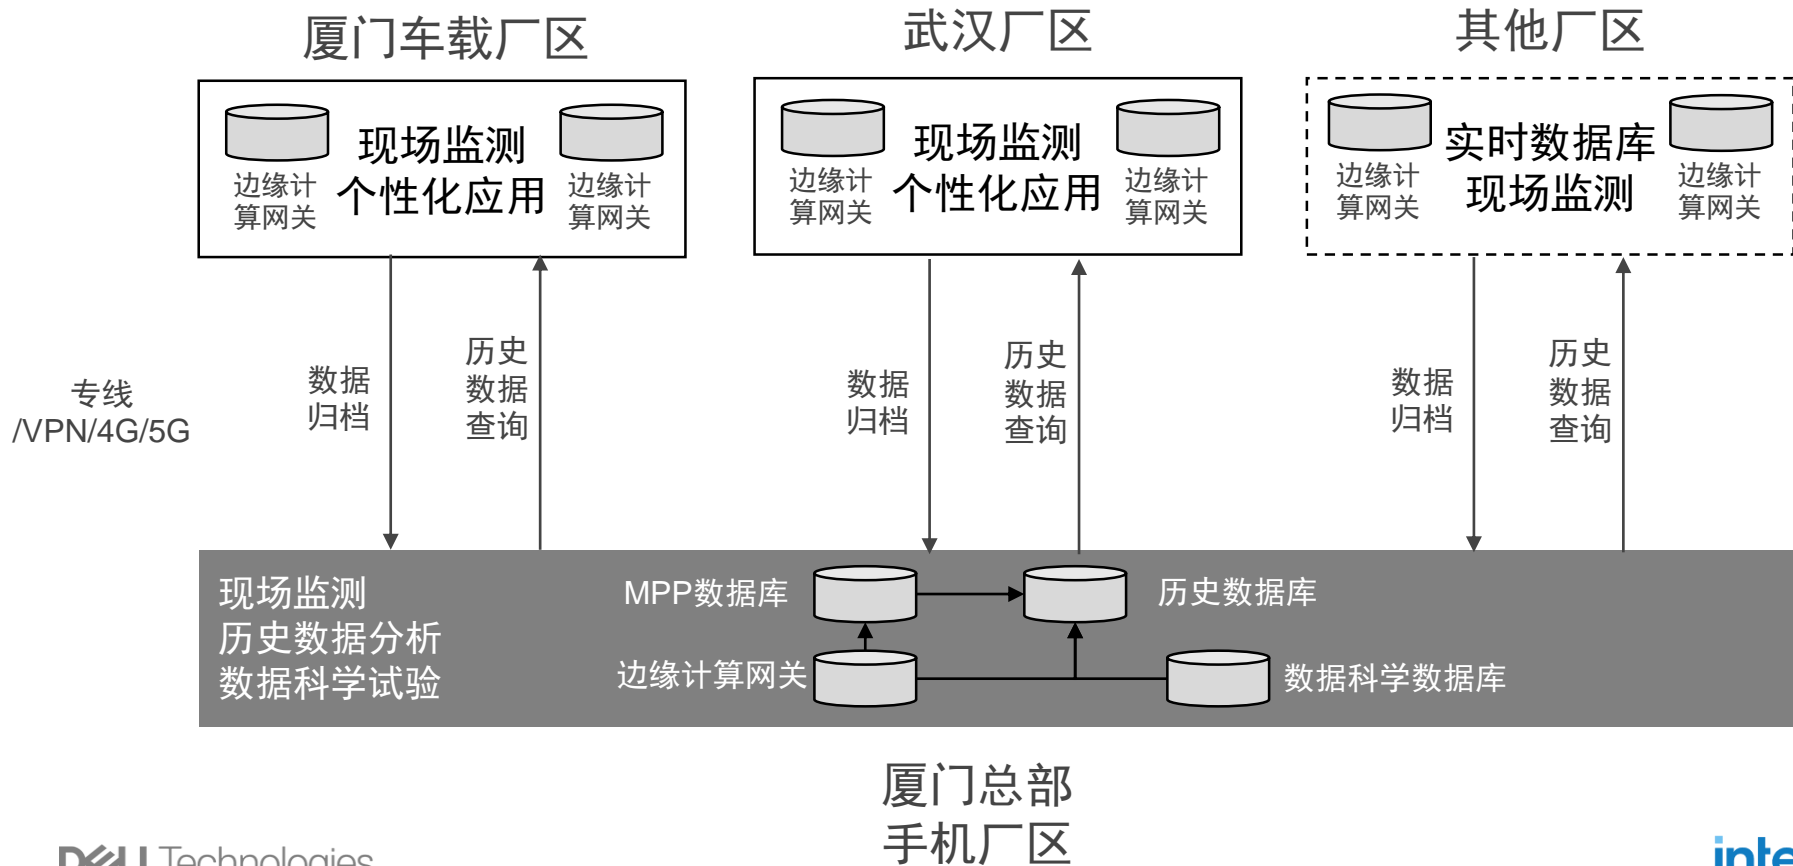 厦门车载厂区
武汉厂区
其他厂区
现场监测
个性化应用
边缘计
算网关
边缘计
算网关
现场监测
个性化应用
边缘计
算网关
边缘计
算网关
实时数据库
现场监测
边缘计
算网关
边缘计
算网关
专线
/VPN/4G/5G
数据
归档
历史
数据
查询
数据
归档
历史
数据
查询
数据
归档
历史
数据
查询
现场监测
历史数据分析
数据科学试验
MPP数据库
历史数据库
边缘计算网关
数据科学数据库
厦门总部
手机厂区
DELL Technologies
inte